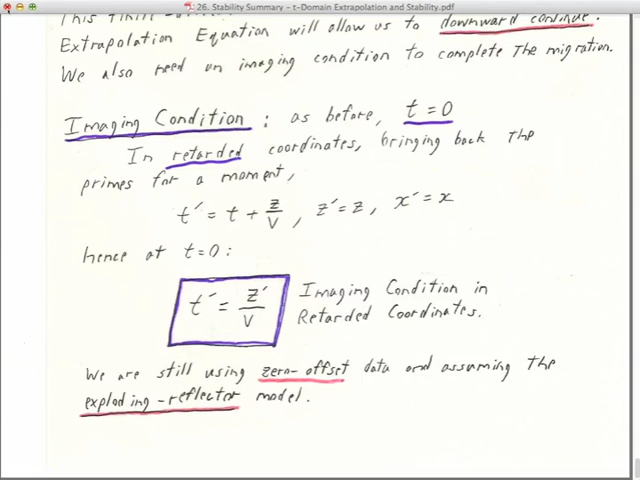 26. Stability Summary – t-Domain Extrapolation and Stability.pdf
This finite-
Extrapolation Equation will allow us to downward continue.
We also need an imaging condition to complete the migration.
Imaging Condition : as before, t = 0
In retarded coordinates, bringing back the
primes for a moment,
t′ = t + z/v , z′ = z, x′ = x
hence at t=0:
t′ = z′/v
Imaging Condition in
Retarded Coordinates.
We are still using zero-offset data and assuming the
exploding-reflector model.